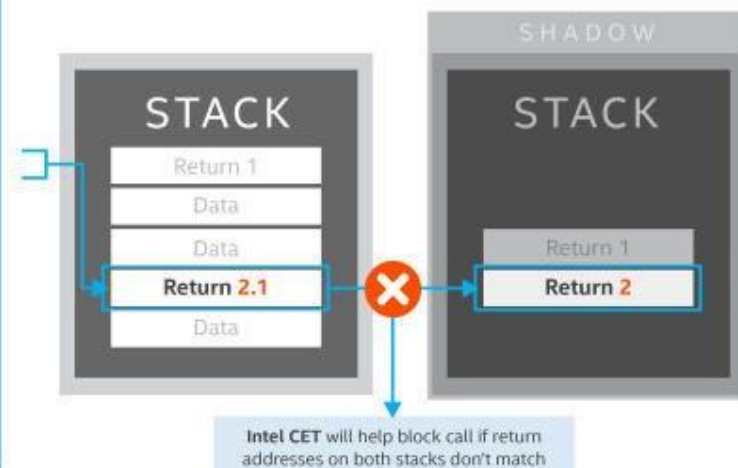 SHADOW
STACK
STACK
Return 1
Data
Data
Return 2.1
Data
Return 1
Return 2
Intel CET will help block call if return
addresses on both stacks don't match